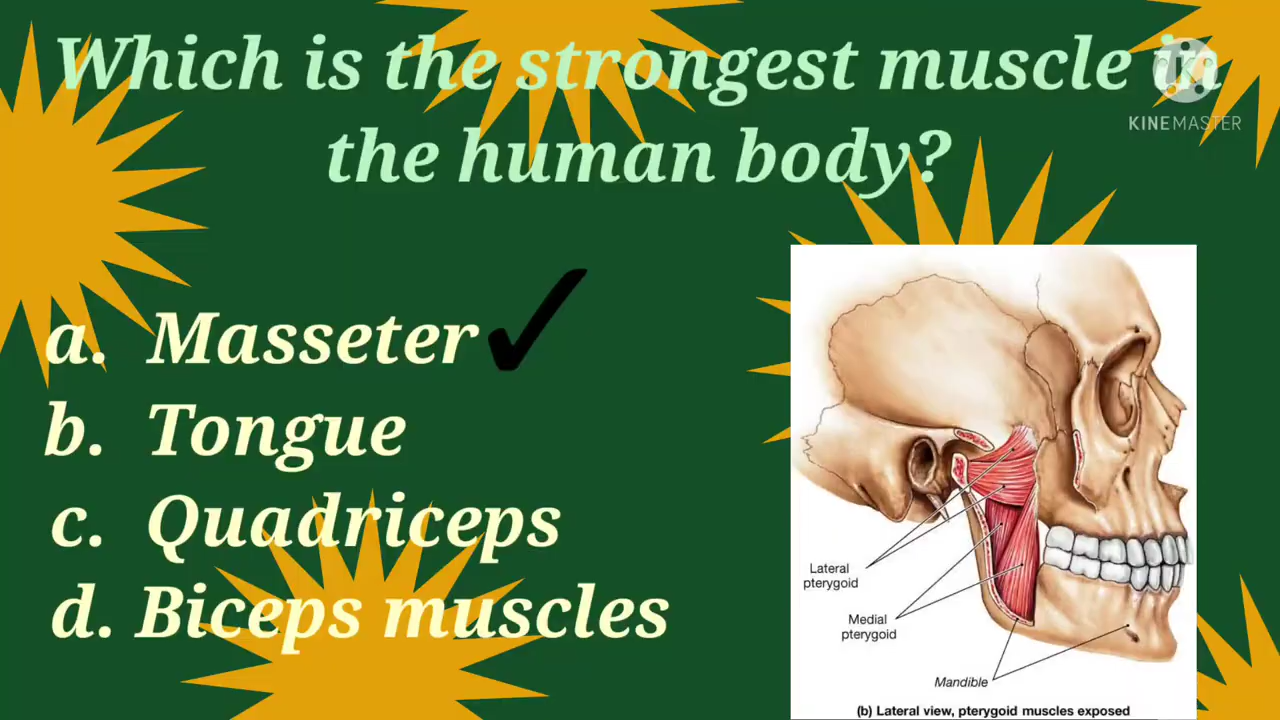 Which is the strongest muscle in
the human body?
KINEMASTER
a. Masseter
b. Tongue
c. Quadriceps
d. Biceps muscles
Lateral
pterygoid
Medial
pterygoid
Mandible
(b) Lateral view, pterygoid muscles exposed